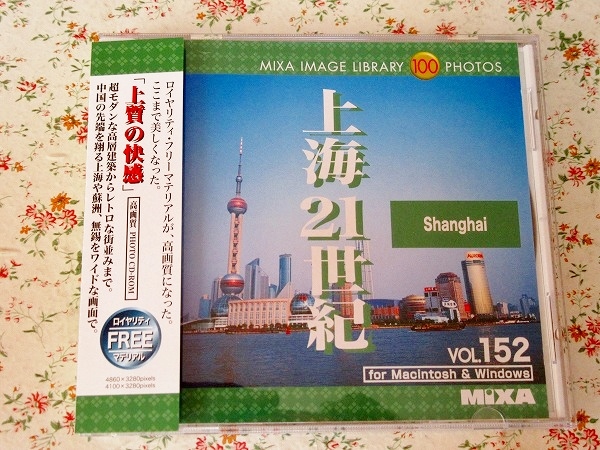 MIXA IMAGE LIBRARY 100 PHOTOS
上海21世紀
Shanghai
VOL.152
for Macintosh & Windows
MIXA
ロイヤリティ・フリーマテリアルが、高画質になった。
ここまで美しくなった。
「上質の快感」
高画質 PHOTO CD-ROM
超モダンな高層建築からレトロな街並みまで。
中国の先端を翔る上海や蘇洲、無錫をワイドな画面で。
ロイヤリティ
FREE
マテリアル
4860×3280pixels
4100×3280pixels